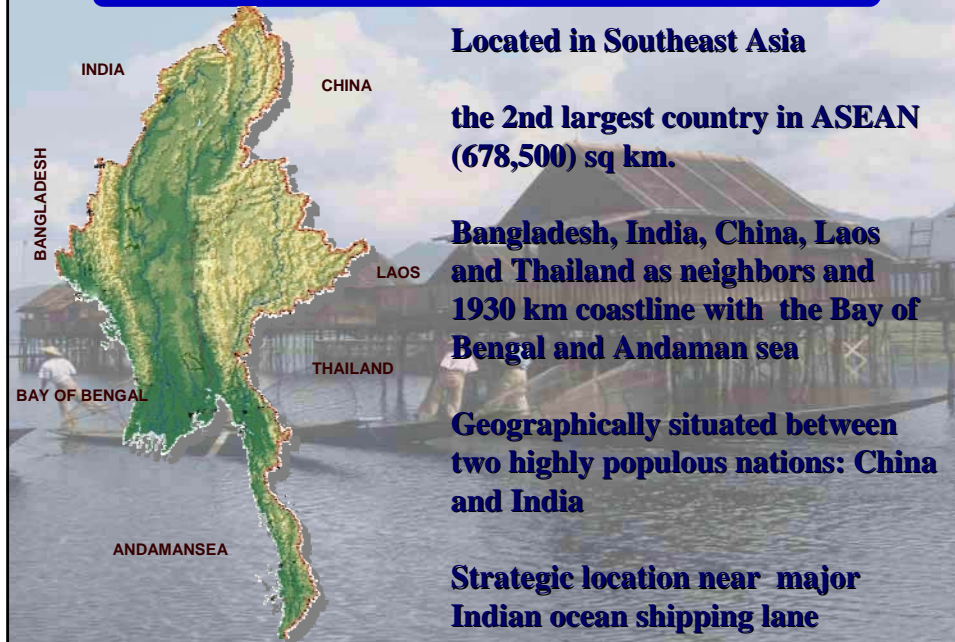 INDIA
CHINA
BANGLADESH
LAOS
THAILAND
BAY OF BENGAL
ANDAMANSEA
Located in Southeast Asia
the 2nd largest country in ASEAN
(678,500) sq km.
Bangladesh, India, China, Laos
and Thailand as neighbors and
1930 km coastline with the Bay of
Bengal and Andaman sea
Geographically situated between
two highly populous nations: China
and India
Strategic location near major
Indian ocean shipping lane